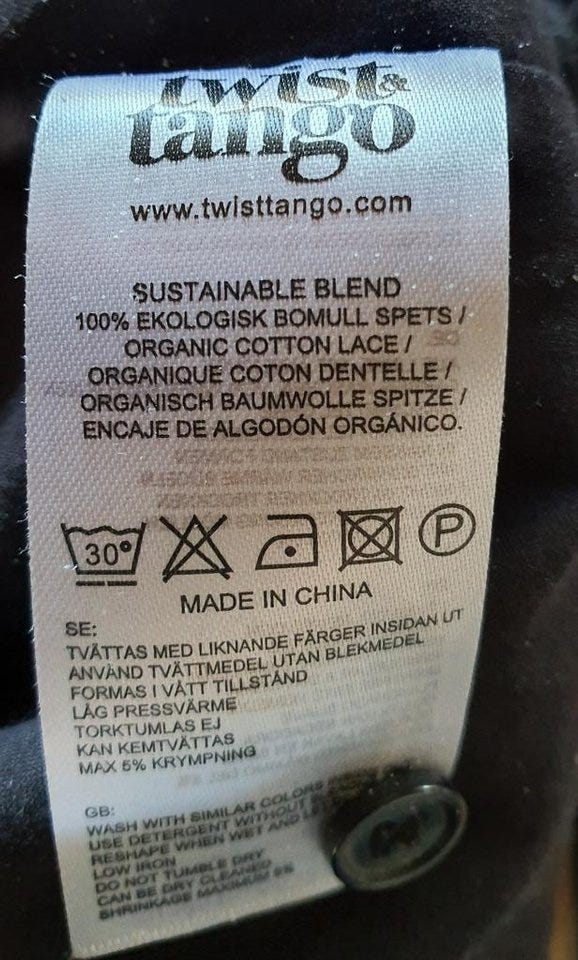 twist &
tango
www.twisttango.com
SUSTAINABLE BLEND
100% EKOLOGISK BOMULL SPETS /
ORGANIC COTTON LACE /
ORGANIQUE COTON DENTELLE /
ORGANISCH BAUMWOLLE SPITZE /
ENCAJE DE ALGODÓN ORGÁNICO.
30° P
MADE IN CHINA
SE:
TVÄTTAS MED LIKNANDE FÄRGER INSIDAN UT
ANVÄND TVÄTTMEDEL UTAN BLEKMEDEL
FORMAS I VÅTT TILLSTÅND
LÅG PRESSVÄRME
TORKTUMLAS EJ
KAN KEMTVÄTTAS
MAX 5% KRYMPNING
GB:
WASH WITH SIMILAR COLORS
USE DETERGENT WITHOUT
RESHAPE WHEN WET AND
LOW IRON
DO NOT TUMBLE DRY
CAN BE DRY CLEANED
SHRINKAGE MAXIMUM 5%